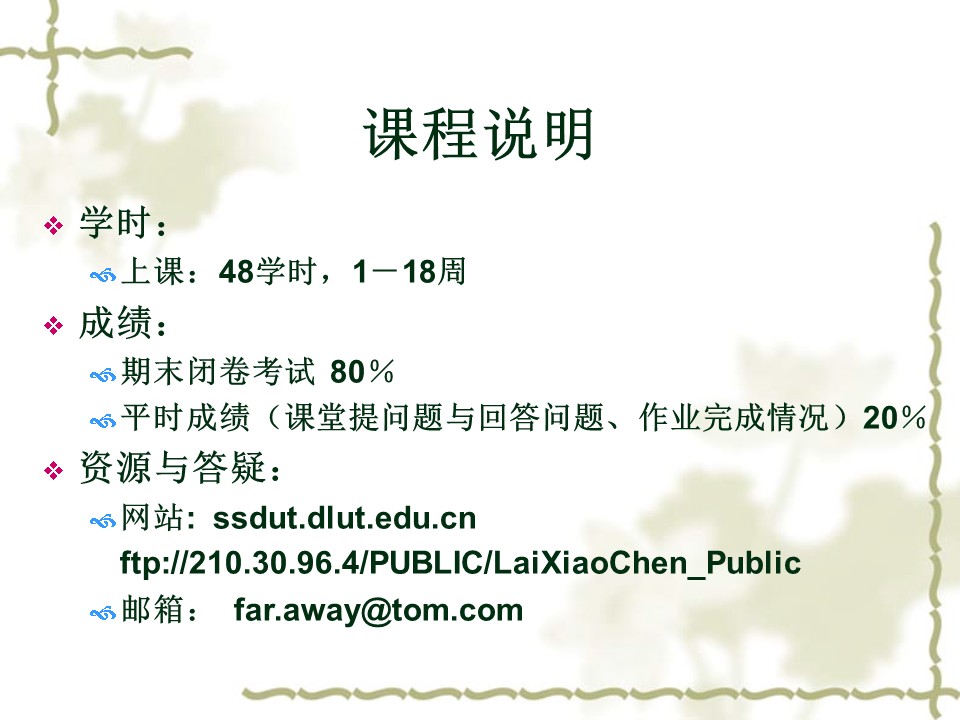 课程说明
学时：
上课：48学时，1－18周
成绩：
期末闭卷考试 80％
平时成绩（课堂提问题与回答问题、作业完成情况）20％
资源与答疑：
网站: ssdut.dlut.edu.cn
ftp://210.30.96.4/PUBLIC/LaiXiaoChen_Public
邮箱： far.away@tom.com